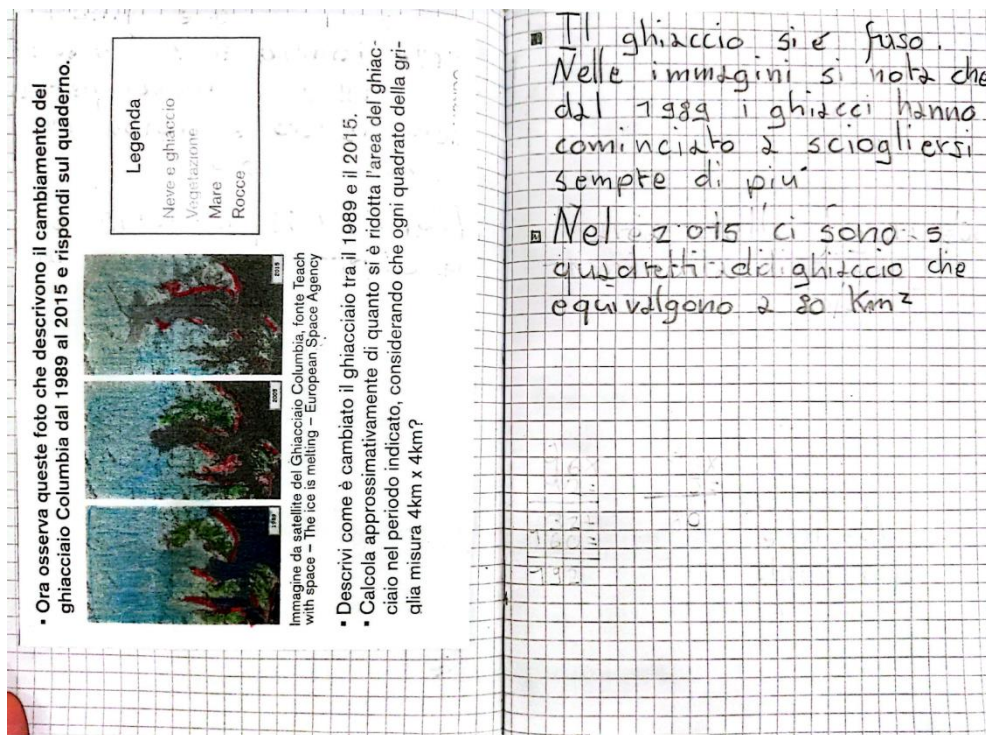 ▪ Ora osserva queste foto che descrivono il cambiamento del
ghiacciaio Columbia dal 1989 al 2015 e rispondi sul quaderno.
Legenda
Neve e ghiaccio
Vegetazione
Mare
Rocce
1989
2009
2015
Immagine da satellite del Ghiacciaio Columbia, fonte Teach
with space – The ice is melting – European Space Agency
▪ Descrivi come è cambiato il ghiacciaio tra il 1989 e il 2015.
▪ Calcola approssimativamente di quanto si è ridotta l'area del ghiac-
ciaio nel periodo indicato, considerando che ogni quadrato della gri-
glia misura 4km x 4km?
Il ghiaccio si é fuso.
Nelle immagini si nota che
dal 1989 i ghiacci hanno
cominciato a sciogliersi
sempre di piu'
Nel 2015 ci sono 5
quadretti di ghiaccio che
equivalgono a 80 Km²